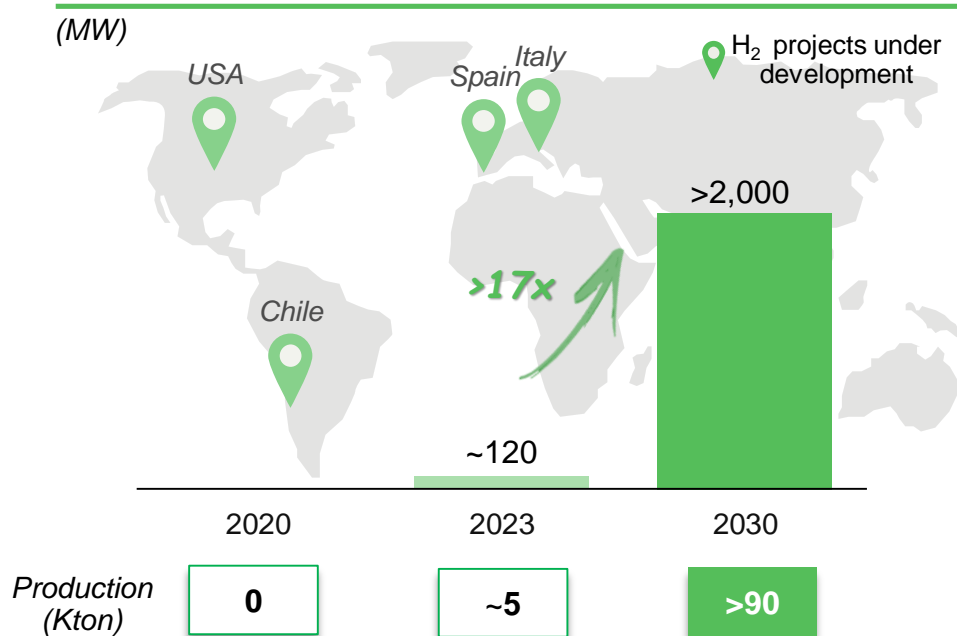 (MW)
H₂ projects under
development
USA
Spain
Italy
>2,000
>17x
Chile
~120
2020
2023
2030
Production
(Kton)
0
~5
>90